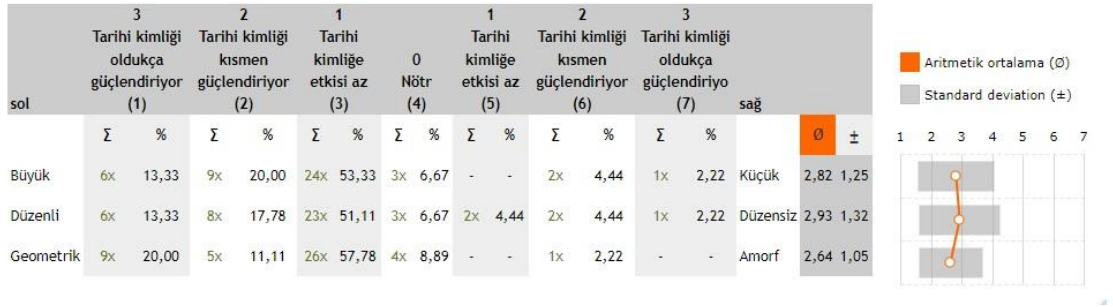 3 2 1 1 2 3
Tarihi kimliği Tarihi kimliği Tarihi Tarihi Tarihi kimliği Tarihi kimliği
oldukça kısmen kimliğe 0 kimliğe kısmen oldukça
güçlendiriyor güçlendiriyor etkisi az Nötr etkisi az güçlendiriyor güçlendiriyo
sol (1) (2) (3) (4) (5) (6) (7) sağ
Σ % Σ % Σ % Σ % Σ % Σ % Σ % Ø ±
Büyük 6x 13,33 9x 20,00 24x 53,33 3x 6,67 - - 2x 4,44 1x 2,22 Küçük 2,82 1,25
Düzenli 6x 13,33 8x 17,78 23x 51,11 3x 6,67 2x 4,44 2x 4,44 1x 2,22 Düzensiz 2,93 1,32
Geometrik 9x 20,00 5x 11,11 26x 57,78 4x 8,89 - - 1x 2,22 - - Amorf 2,64 1,05
Aritmetik ortalama (Ø)
Standard deviation (±)
1 2 3 4 5 6 7